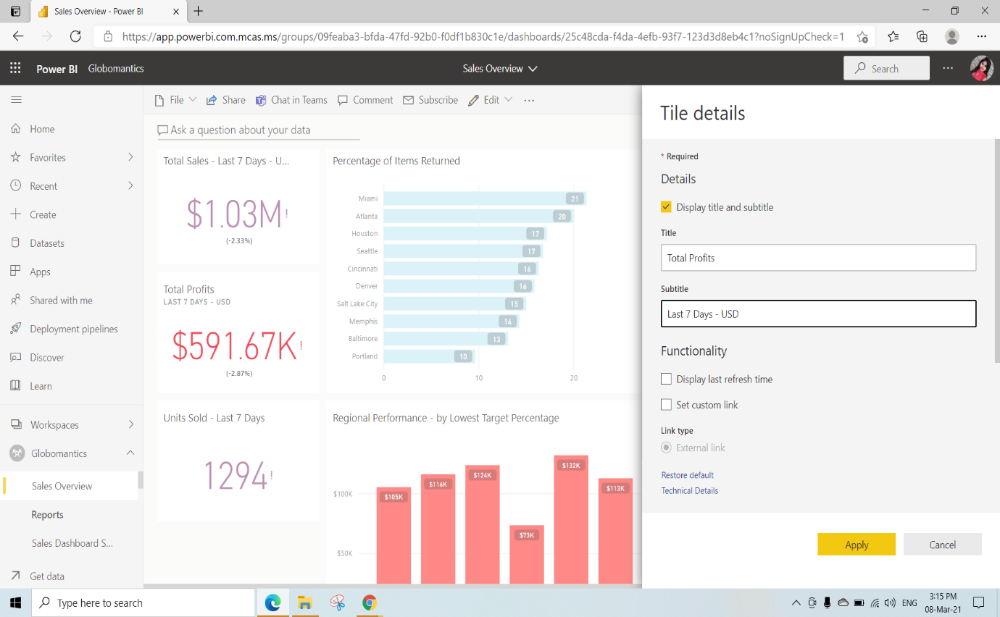 Sales Overview - Power BI
https://app.powerbi.com.mcas.ms/groups/09feaba3-bfda-47fd-92b0-f0df1b830c1e/dashboards/25c48cda-f4da-4efb-93f7-123d3d8eb4c1?noSignUpCheck=1
Power BI Globomantics
Sales Overview
Search
File Share Chat in Teams Comment Subscribe Edit
Home
Favorites
Recent
Create
Datasets
Apps
Shared with me
Deployment pipelines
Discover
Learn
Workspaces
Globomantics
Sales Overview
Reports
Sales Dashboard S...
Get data
Ask a question about your data
Total Sales - Last 7 Days - U...
$1.03M!
(-2.33%)
Total Profits
LAST 7 DAYS - USD
$591.67K!
(-2.87%)
Units Sold - Last 7 Days
1294!
Percentage of Items Returned
Miami 21
Atlanta 20
Houston 17
Seattle 17
Cincinnati 16
Denver 16
Salt Lake City 15
Memphis 14
Baltimore 13
Portland 10
0 10 20
Regional Performance - by Lowest Target Percentage
$100K
$50K
$105K
$116K
$124K
$73K
$132K
$113K
Tile details
* Required
Details
Display title and subtitle
Title
Total Profits
Subtitle
Last 7 Days - USD
Functionality
Display last refresh time
Set custom link
Link type
External link
Restore default
Technical Details
Apply Cancel
Type here to search
ENG
3:15 PM
08-Mar-21